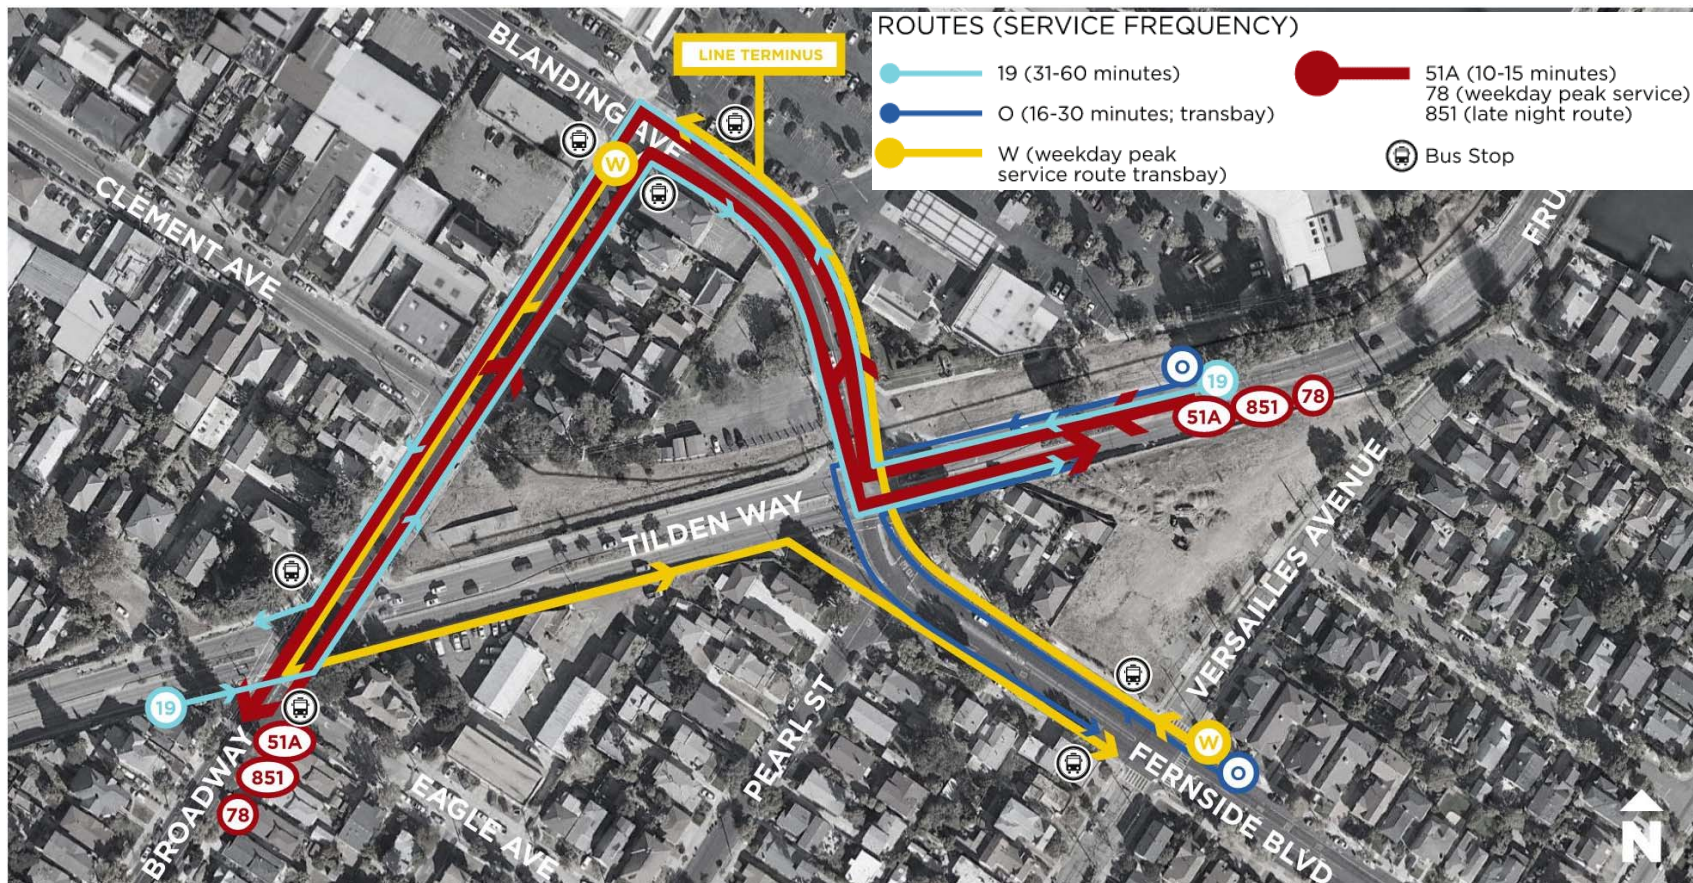 ROUTES (SERVICE FREQUENCY)
19 (31-60 minutes)
O (16-30 minutes; transbay)
W (weekday peak
service route transbay)
51A (10-15 minutes)
78 (weekday peak service)
851 (late night route)
Bus Stop
LINE TERMINUS
BLANDING AVE
W
CLEMENT AVE
FRU
O
19
51A
851
78
TILDEN WAY
VERSAILLES AVENUE
19
51A
851
78
BROADWAY
EAGLE AVE
PEARL ST
W
O
FERNSIDE BLVD
N